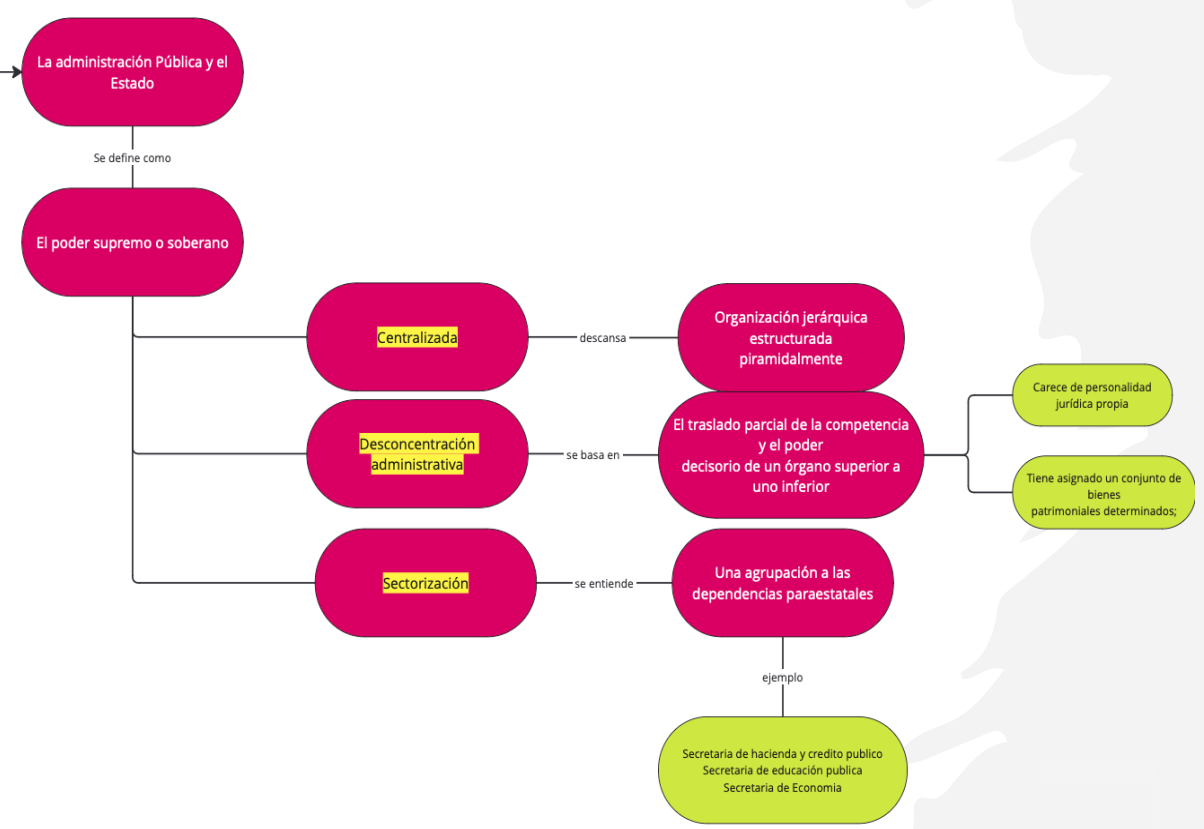 La administración Pública y el
Estado
Se define como
El poder supremo o soberano
Centralizada
descansa
Organización jerárquica
estructurada
piramidalmente
Desconcentración
administrativa
se basa en
El traslado parcial de la competencia
y el poder
decisorio de un órgano superior a
uno inferior
Carece de personalidad
jurídica propia
Tiene asignado un conjunto de
bienes
patrimoniales determinados;
Sectorización
se entiende
Una agrupación a las
dependencias paraestatales
ejemplo
Secretaria de hacienda y credito publico
Secretaria de educación publica
Secretaria de Economia